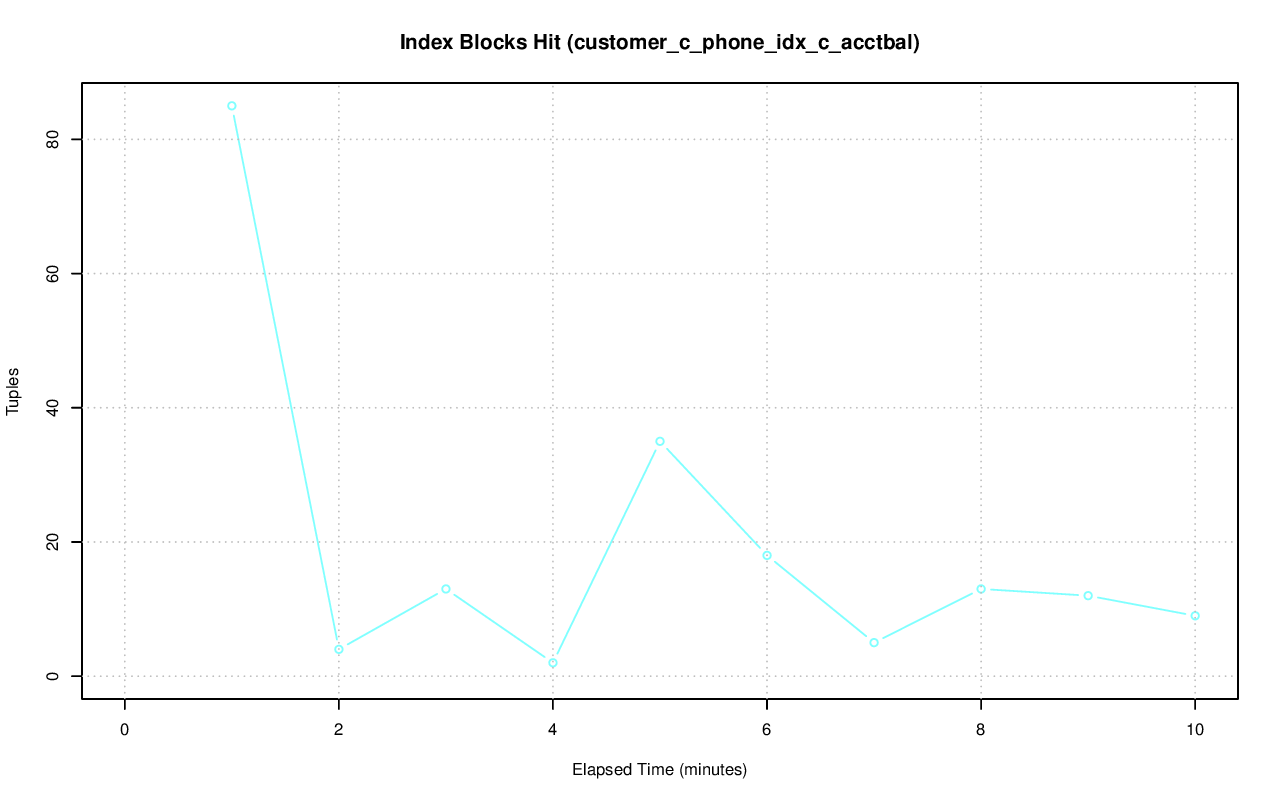 Index Blocks Hit (customer_c_phone_idx_c_acctbal)
Tuples
80
60
40
20
0
0 2 4 6 8 10
Elapsed Time (minutes)